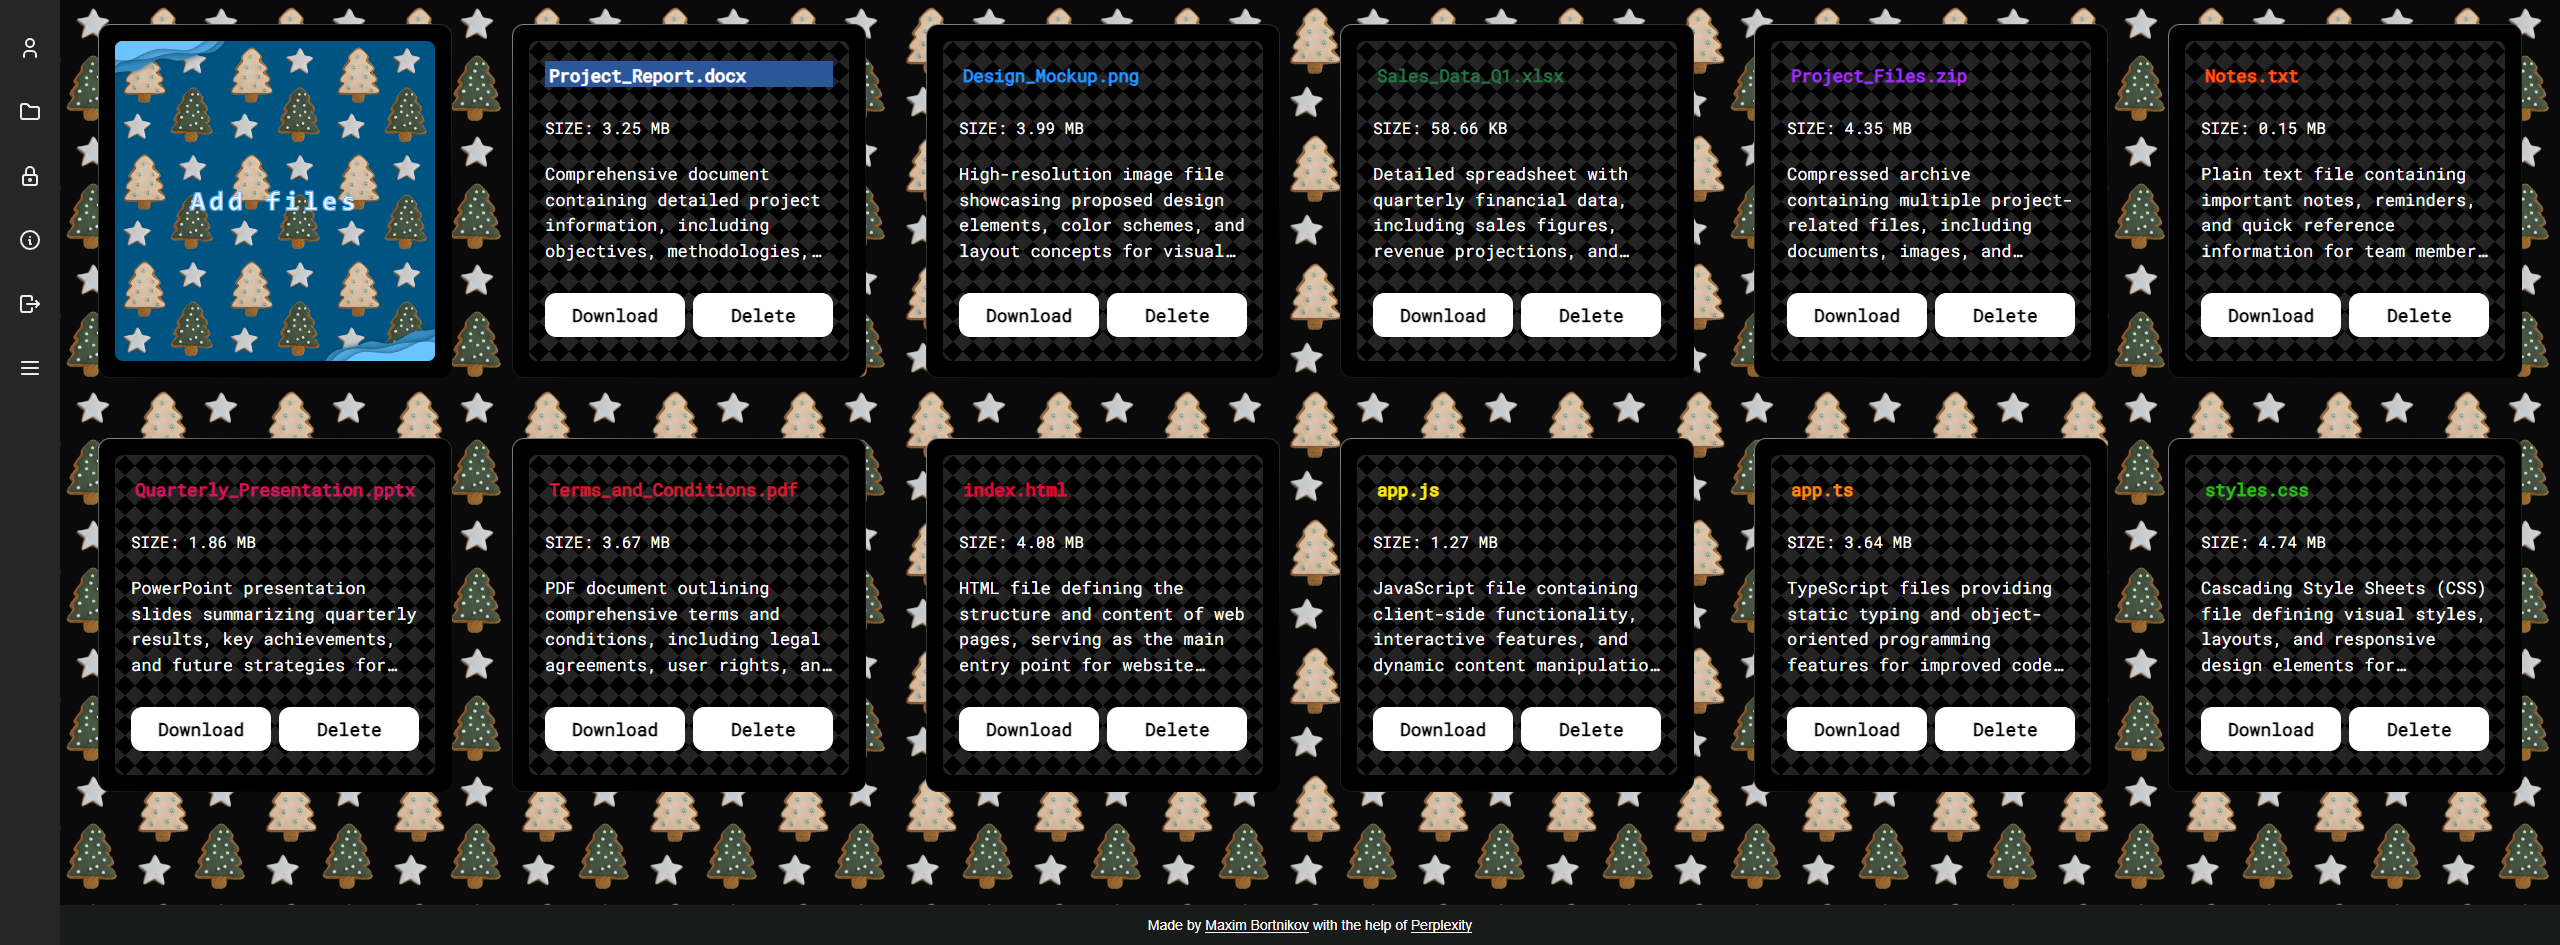 Add files
Project_Report.docx
SIZE: 3.25 MB
Comprehensive document
containing detailed project
information, including
objectives, methodologies,…
Download
Delete
Design_Mockup.png
SIZE: 3.99 MB
High-resolution image file
showcasing proposed design
elements, color schemes, and
layout concepts for visual…
Download
Delete
Sales_Data_Q1.xlsx
SIZE: 58.66 KB
Detailed spreadsheet with
quarterly financial data,
including sales figures,
revenue projections, and…
Download
Delete
Project_Files.zip
SIZE: 4.35 MB
Compressed archive
containing multiple project-
related files, including
documents, images, and…
Download
Delete
Notes.txt
SIZE: 0.15 MB
Plain text file containing
important notes, reminders,
and quick reference
information for team member…
Download
Delete
Quarterly_Presentation.pptx
SIZE: 1.86 MB
PowerPoint presentation
slides summarizing quarterly
results, key achievements,
and future strategies for…
Download
Delete
Terms_and_Conditions.pdf
SIZE: 3.67 MB
PDF document outlining
comprehensive terms and
conditions, including legal
agreements, user rights, an…
Download
Delete
index.html
SIZE: 4.08 MB
HTML file defining the
structure and content of web
pages, serving as the main
entry point for website…
Download
Delete
app.js
SIZE: 1.27 MB
JavaScript file containing
client-side functionality,
interactive features, and
dynamic content manipulatio…
Download
Delete
app.ts
SIZE: 3.64 MB
TypeScript files providing
static typing and object-
oriented programming
features for improved code…
Download
Delete
styles.css
SIZE: 4.74 MB
Cascading Style Sheets (CSS)
file defining visual styles,
layouts, and responsive
design elements for…
Download
Delete
Made by Maxim Bortnikov with the help of Perplexity